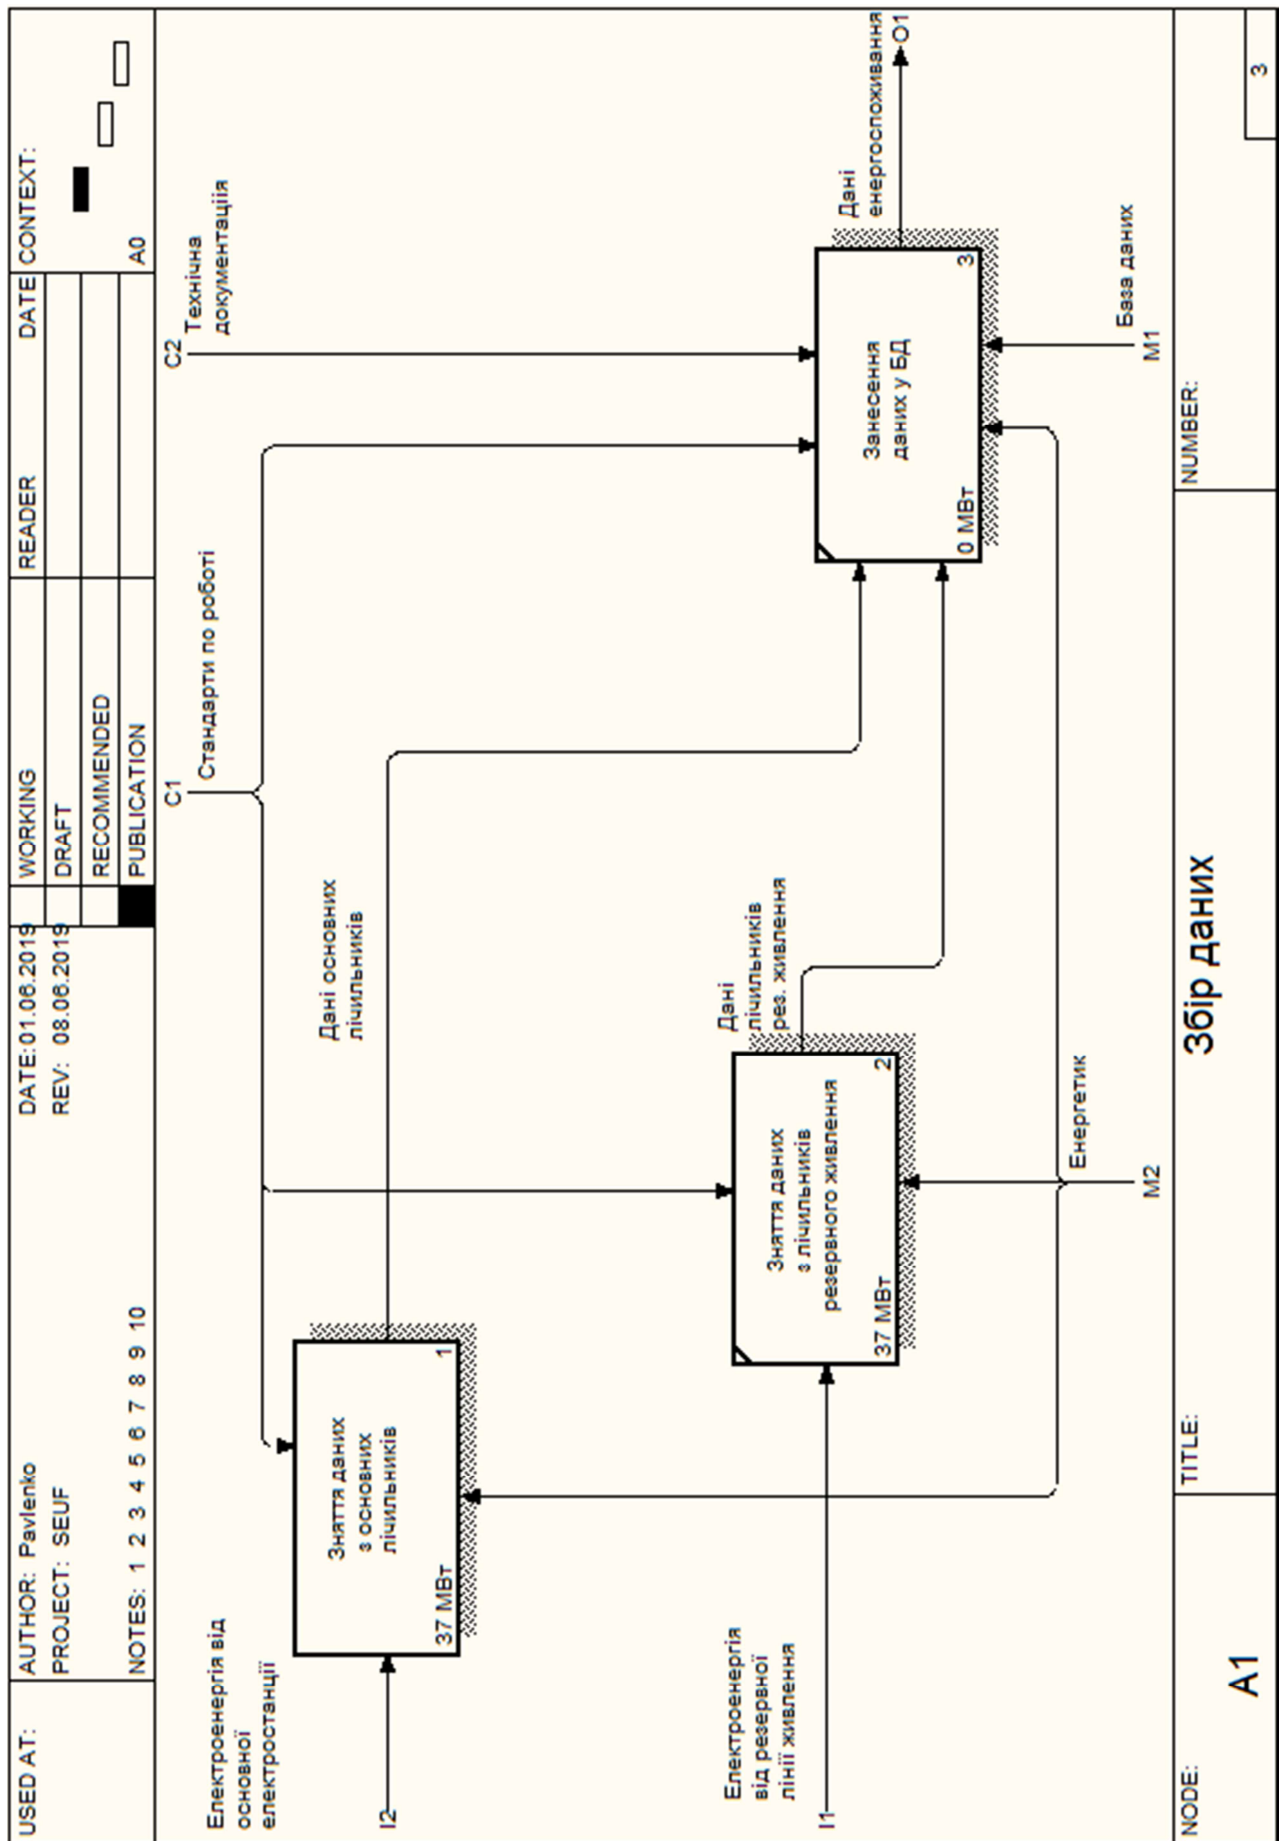 USED AT:
AUTHOR: Pavlenko
DATE: 01.06.2019
WORKING
READER
DATE
CONTEXT:
PROJECT: SEUF
REV: 08.06.2019
DRAFT
RECOMMENDED
NOTES: 1 2 3 4 5 6 7 8 9 10
PUBLICATION
A0
C1
C2
Стандарти по роботі
Технічна
документаціія
Електроенергія від
основної
електростанції
I2
Зняття даних
з основних
лічильників
37 МВт
1
Дані основних
лічильників
Електроенергія
від резервної
лінії живлення
I1
Зняття даних
з лічильників
резервного живлення
37 МВт
2
Дані
лічильників
рез. живлення
Занесення
даних у БД
0 МВт
3
Дані
енергоспоживання
O1
Енергетик
M2
База даних
M1
NODE:
TITLE:
NUMBER:
A1
Збір даних
3